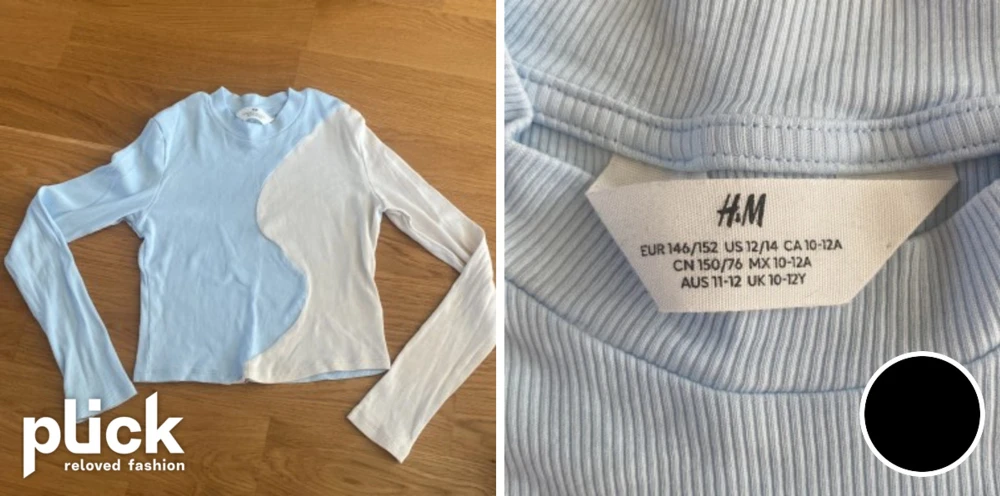 plick
reloved fashion
H&M
EUR 146/152 US 12/14 CA 10-12A
CN 150/76 MX 10-12A
AUS 11-12 UK 10-12Y